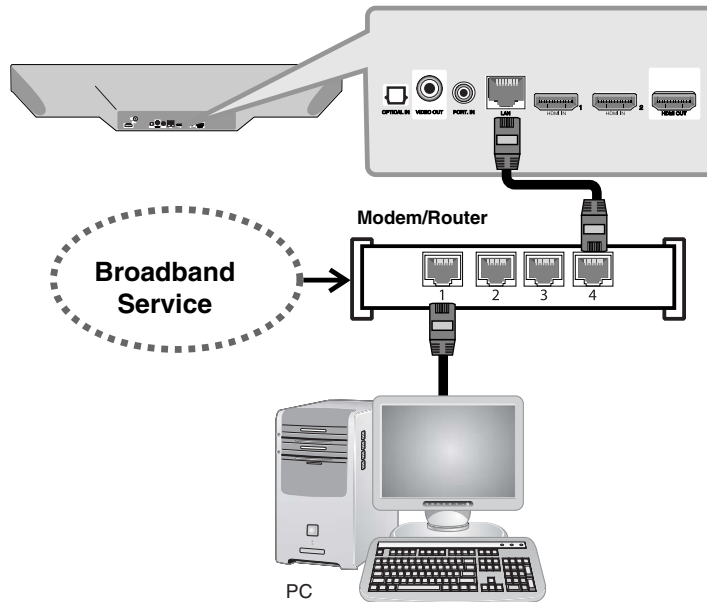 OPTICAL IN
VIDEO OUT
PORT. IN
LAN
HDMI IN
1
HDMI IN
2
HDMI OUT
Modem/Router
Broadband
Service
1
2
3
4
PC